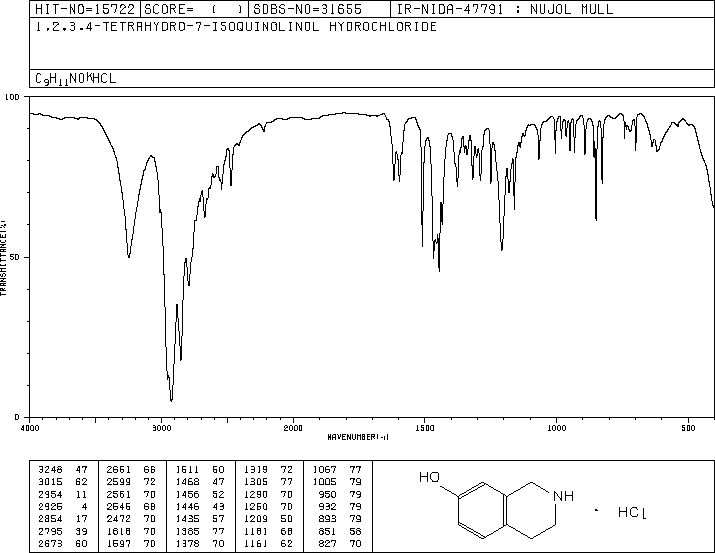 HIT-NO=15722 SCORE= ( ) SDBS-NO=31655 IR-NIDA-47791 : NUJOL MULL
1,2,3,4-TETRAHYDRO-7-ISOQUINOLINOL HYDROCHLORIDE
C9H11NO·HCL
100
50
0
TRANSMITTANCE(%)
4000 3000 2000 1500 1000 500
WAVENUMBER(-1)
3248 47 2661 66 1511 50 1319 72 1067 77
3015 62 2599 72 1468 47 1305 77 1005 79
2954 11 2561 70 1456 52 1290 70 950 79
2925 4 2546 68 1446 43 1250 70 932 79
2854 17 2472 70 1435 57 1209 50 893 79
2795 39 1618 70 1385 77 1181 68 851 58
2673 60 1597 70 1378 70 1161 62 827 70
HO
NH
· HCl